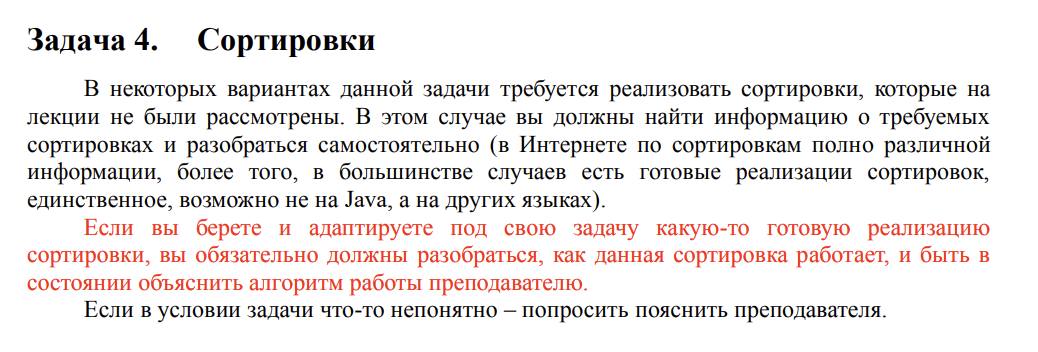 Задача 4. Сортировки
В некоторых вариантах данной задачи требуется реализовать сортировки, которые на
лекции не были рассмотрены. В этом случае вы должны найти информацию о требуемых
сортировках и разобраться самостоятельно (в Интернете по сортировкам полно различной
информации, более того, в большинстве случаев есть готовые реализации сортировок,
единственное, возможно не на Java, а на других языках).
Если вы берете и адаптируете под свою задачу какую-то готовую реализацию
сортировки, вы обязательно должны разобраться, как данная сортировка работает, и быть в
состоянии объяснить алгоритм работы преподавателю.
Если в условии задачи что-то непонятно – попросить пояснить преподавателя.